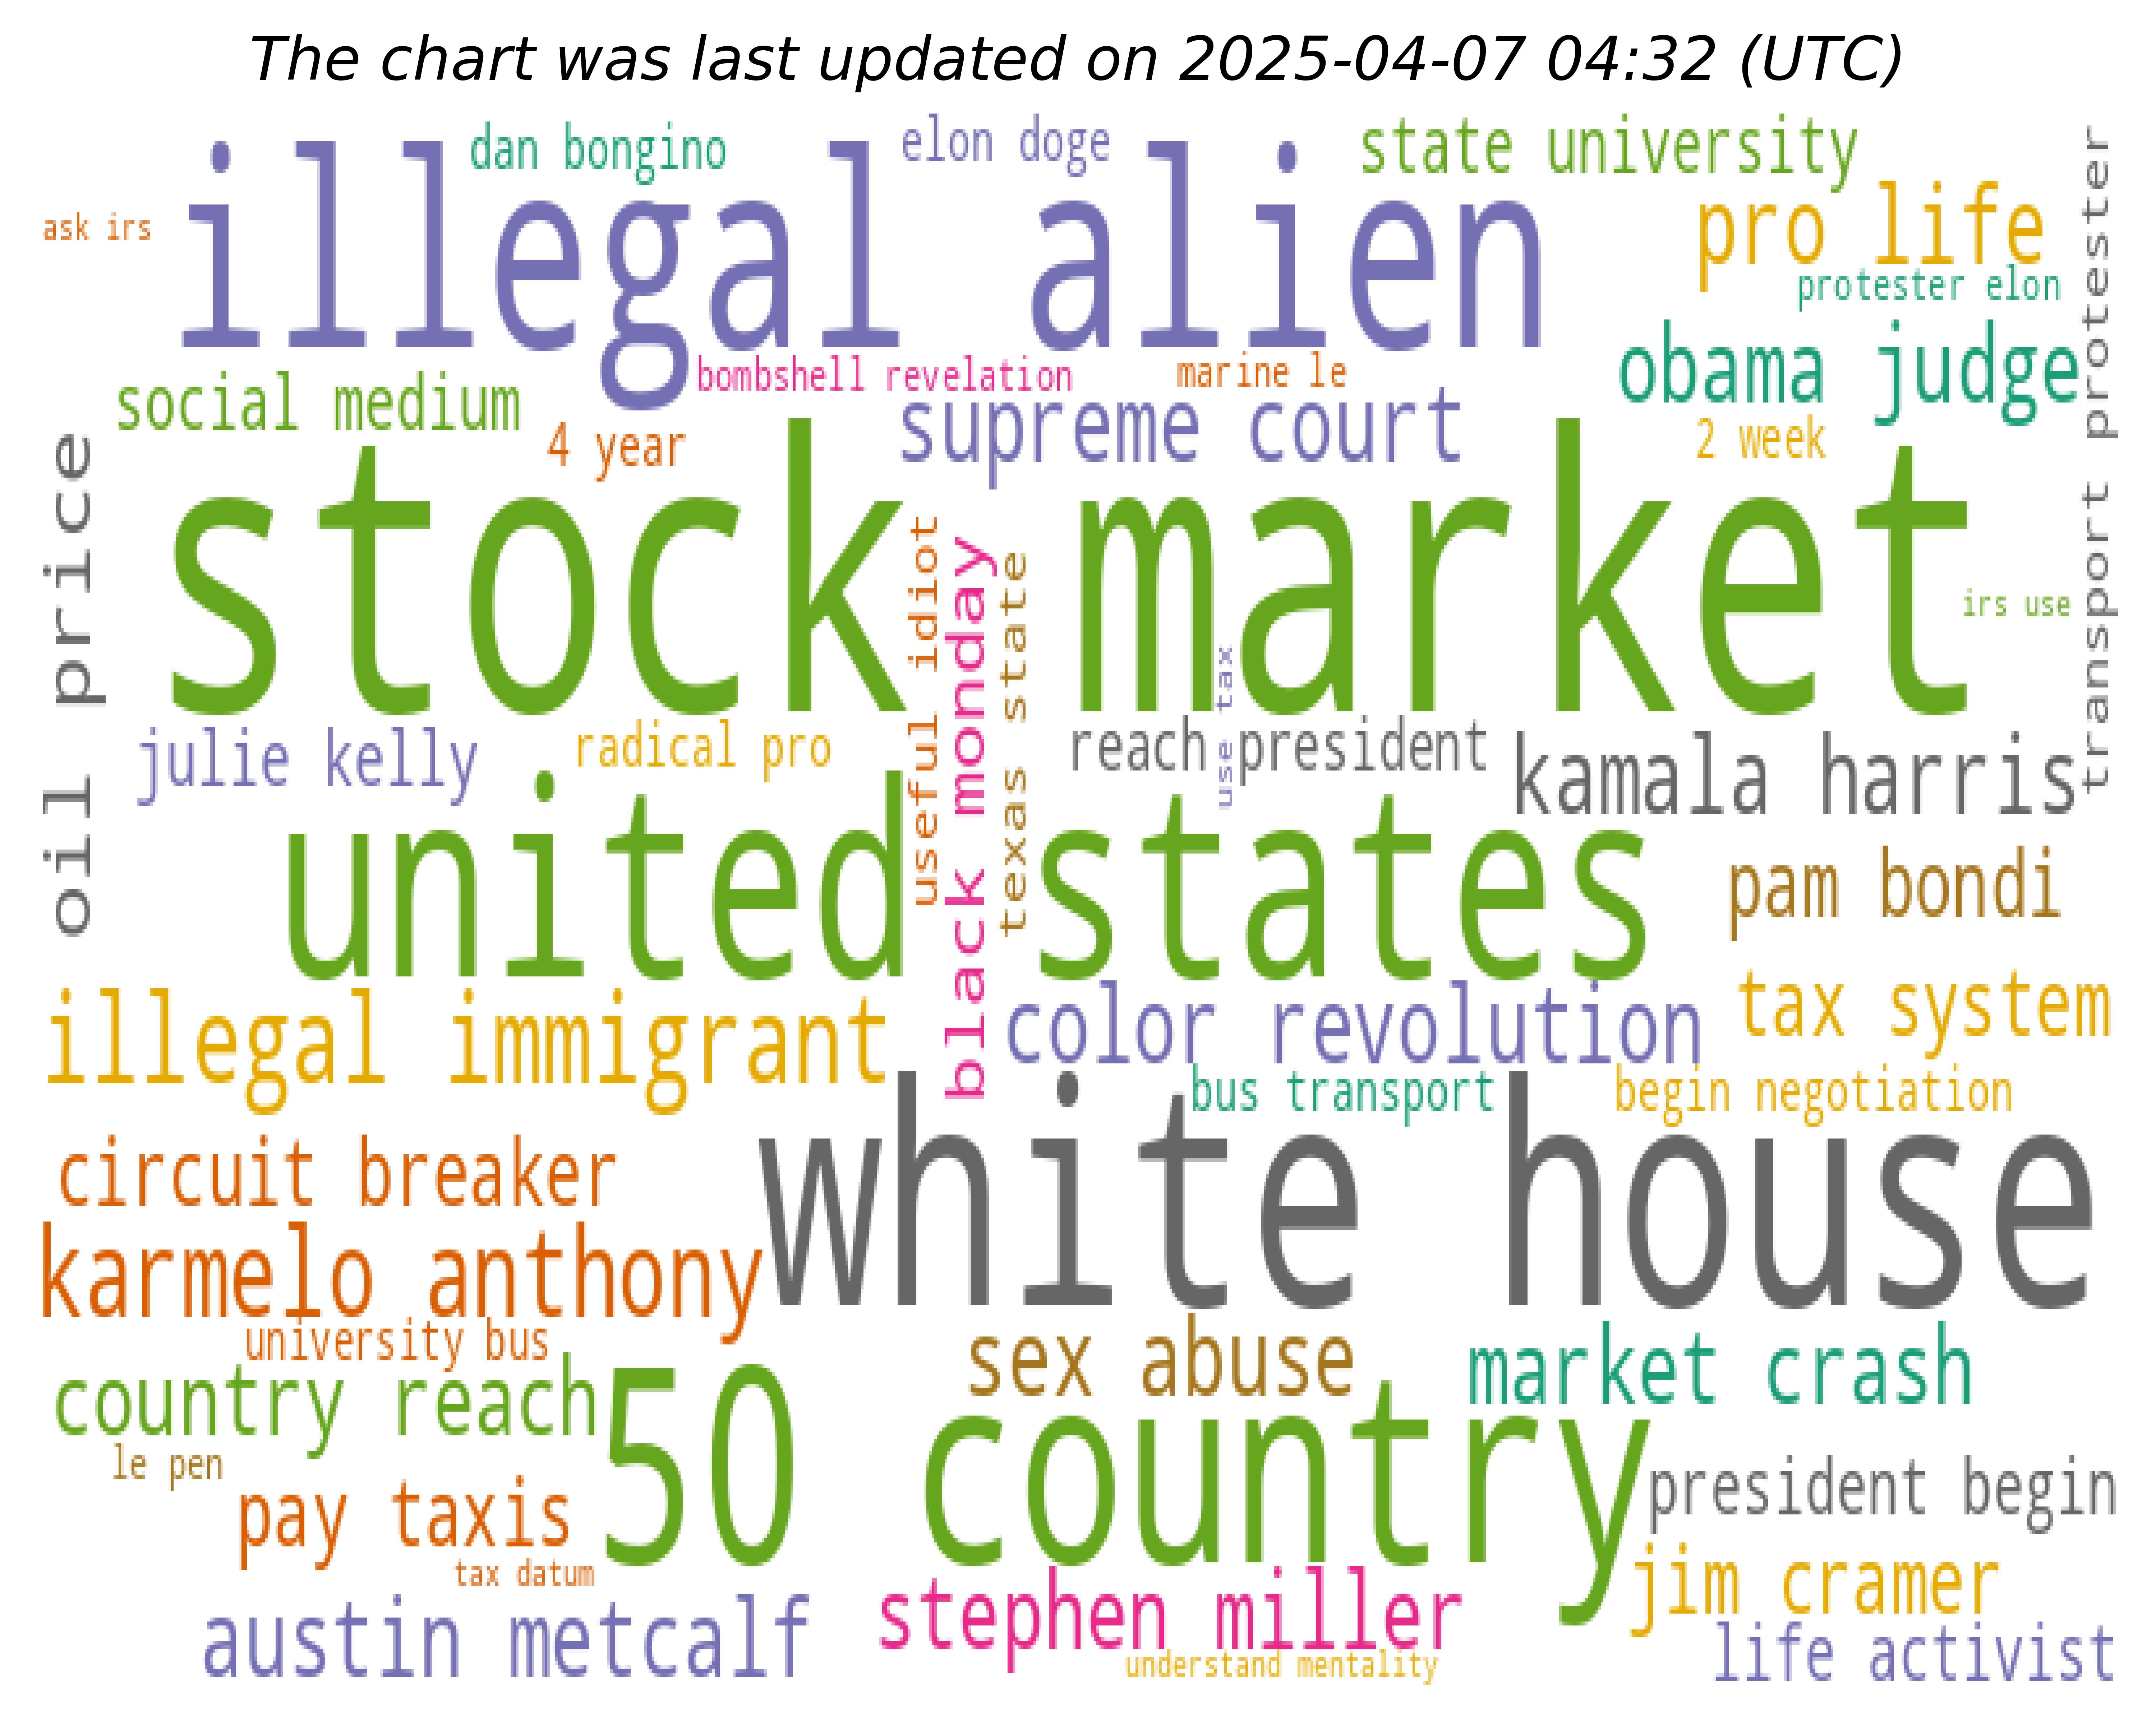 The chart was last updated on 2025-04-07 04:32 (UTC)
dan bongino
elon doge
state university
ask irs
illegal alien
pro life
protester elon
transport protester
social medium
bombshell revelation
marine le
obama judge
4 year
supreme court
2 week
oil price
stock market
useful idiot
black monday
texas state
use tax
irs use
julie kelly
radical pro
reach president
kamala harris
united states
pam bondi
illegal immigrant
color revolution
tax system
bus transport
begin negotiation
circuit breaker
white house
karmelo anthony
university bus
sex abuse
market crash
country reach
50 country
le pen
pay taxis
president begin
tax datum
jim cramer
austin metcalf
stephen miller
life activist
understand mentality